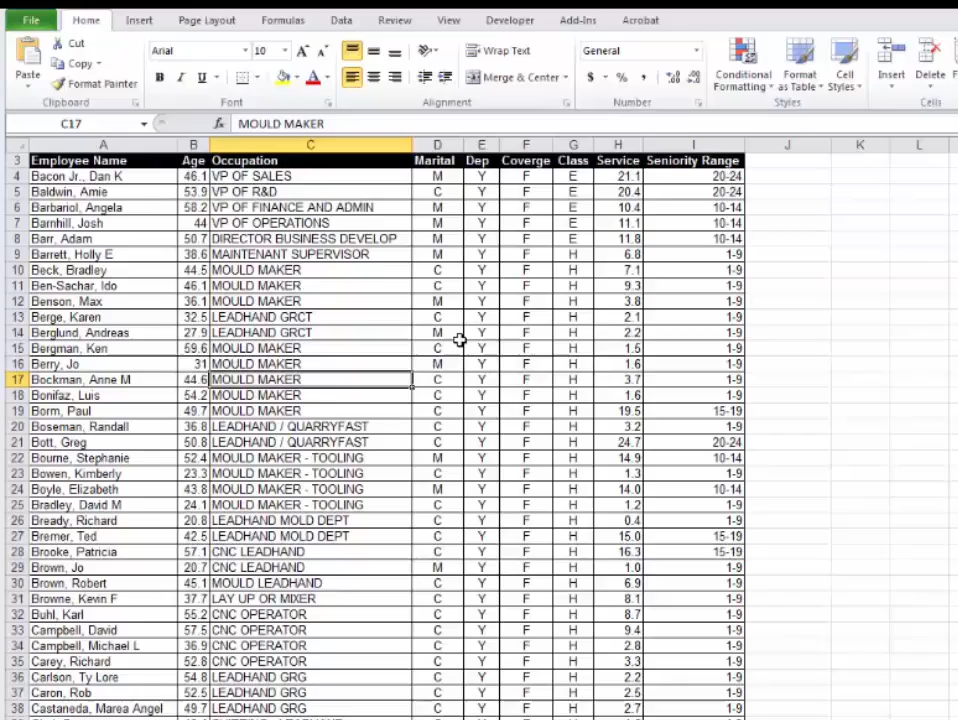 File Home Insert Page Layout Formulas Data Review View Developer Add-Ins Acrobat
Paste Cut Copy Format Painter Clipboard
Arial 10 A A B I U A Font
Wrap Text Merge & Center Alignment
General $ % , Number
Conditional Formatting Format as Table Cell Styles Styles
Insert Delete Cells
C17 fx MOULD MAKER
A B C D E F G H I J K L
3 Employee Name Age Occupation Marital Dep Coverge Class Service Seniority Range
4 Bacon Jr., Dan K 46.1 VP OF SALES M Y F E 21.1 20-24
5 Baldwin, Amie 53.9 VP OF R&D C Y F E 20.4 20-24
6 Barbariol, Angela 58.2 VP OF FINANCE AND ADMIN M Y F E 10.4 10-14
7 Barnhill, Josh 44 VP OF OPERATIONS M Y F E 11.1 10-14
8 Barr, Adam 50.7 DIRECTOR BUSINESS DEVELOP M Y F E 11.8 10-14
9 Barrett, Holly E 38.6 MAINTENANT SUPERVISOR M Y F H 6.8 1-9
10 Beck, Bradley 44.5 MOULD MAKER C Y F H 7.1 1-9
11 Ben-Sachar, Ido 46.1 MOULD MAKER C Y F H 9.3 1-9
12 Benson, Max 36.1 MOULD MAKER M Y F H 3.8 1-9
13 Berge, Karen 32.5 LEADHAND GRCT C Y F H 2.1 1-9
14 Berglund, Andreas 27.9 LEADHAND GRCT M Y F H 2.2 1-9
15 Bergman, Ken 59.6 MOULD MAKER C Y F H 1.5 1-9
16 Berry, Jo 31 MOULD MAKER M Y F H 1.6 1-9
17 Bockman, Anne M 44.6 MOULD MAKER C Y F H 3.7 1-9
18 Bonifaz, Luis 54.2 MOULD MAKER C Y F H 1.6 1-9
19 Borm, Paul 49.7 MOULD MAKER C Y F H 19.5 15-19
20 Boseman, Randall 36.8 LEADHAND / QUARRYFAST C Y F H 3.2 1-9
21 Bott, Greg 50.8 LEADHAND / QUARRYFAST C Y F H 24.7 20-24
22 Bourne, Stephanie 52.4 MOULD MAKER - TOOLING M Y F H 14.9 10-14
23 Bowen, Kimberly 23.3 MOULD MAKER - TOOLING C Y F H 1.3 1-9
24 Boyle, Elizabeth 43.8 MOULD MAKER - TOOLING M Y F H 14.0 10-14
25 Bradley, David M 24.1 MOULD MAKER - TOOLING C Y F H 1.2 1-9
26 Bready, Richard 20.8 LEADHAND MOLD DEPT C Y F H 0.4 1-9
27 Bremer, Ted 42.5 LEADHAND MOLD DEPT C Y F H 15.0 15-19
28 Brooke, Patricia 57.1 CNC LEADHAND C Y F H 16.3 15-19
29 Brown, Jo 20.7 CNC LEADHAND M Y F H 1.0 1-9
30 Brown, Robert 45.1 MOULD LEADHAND C Y F H 6.9 1-9
31 Browne, Kevin F 37.7 LAY UP OR MIXER C Y F H 8.1 1-9
32 Buhl, Karl 55.2 CNC OPERATOR C Y F H 8.7 1-9
33 Campbell, David 57.5 CNC OPERATOR C Y F H 9.4 1-9
34 Campbell, Michael L 36.9 CNC OPERATOR C Y F H 2.8 1-9
35 Carey, Richard 52.8 CNC OPERATOR C Y F H 3.3 1-9
36 Carlson, Ty Lore 54.8 LEADHAND GRG C Y F H 2.2 1-9
37 Caron, Rob 52.5 LEADHAND GRG C Y F H 2.5 1-9
38 Castaneda, Marea Angel 49.7 LEADHAND GRG C Y F H 2.7 1-9